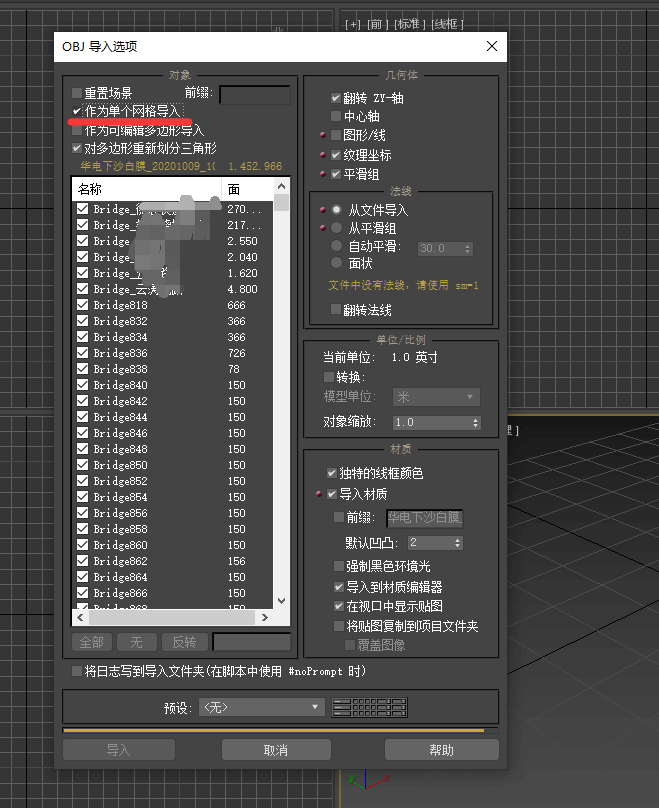 [+] [前] [标准] [线框]
OBJ 导入选项
对象
重置场景
前缀:
作为单个网格导入
作为可编辑多边形导入
对多边形重新划分三角形
华电下沙白膜_20201009_1
1.452.966
名称 面
Bridge_ 270...
Bridge_ 217...
Bridge_ 2.550
Bridge_ 2.040
Bridge_ 1.620
Bridge_ 4.800
Bridge818 666
Bridge832 366
Bridge834 366
Bridge836 726
Bridge838 78
Bridge840 150
Bridge842 150
Bridge844 150
Bridge846 150
Bridge848 150
Bridge850 150
Bridge852 150
Bridge854 150
Bridge856 150
Bridge858 150
Bridge860 150
Bridge862 156
Bridge864 150
Bridge866 150
Bridge868 150
全部 无 反转
几何体
翻转 ZY-轴
中心轴
图形/线
纹理坐标
平滑组
法线
从文件导入
从平滑组
自动平滑: 30.0
面状
文件中没有法线，请使用 sm=1
翻转法线
单位/比例
当前单位: 1.0 英寸
转换:
模型单位: 米
对象缩放: 1.0
材质
独特的线框颜色
导入材质
前缀: 华电下沙白膜_
默认凹凸: 2
强制黑色环境光
导入到材质编辑器
在视口中显示贴图
将贴图复制到项目文件夹
覆盖图像
将日志写到导入文件夹(在脚本中使用 #noPrompt 时)
预设: <无>
导入 取消 帮助